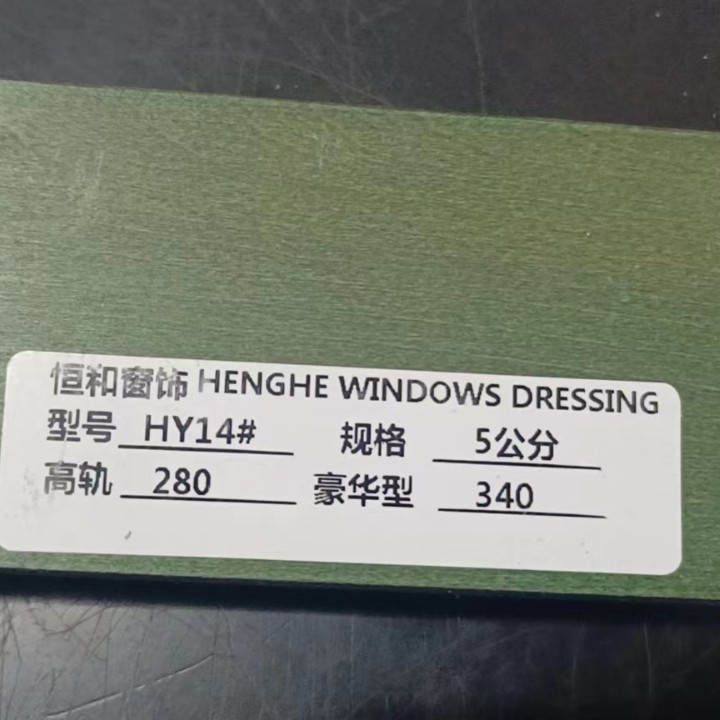 恒和窗饰 HENGHE WINDOWS DRESSING
型号 HY14# 规格 5公分
高轨 280 豪华型 340